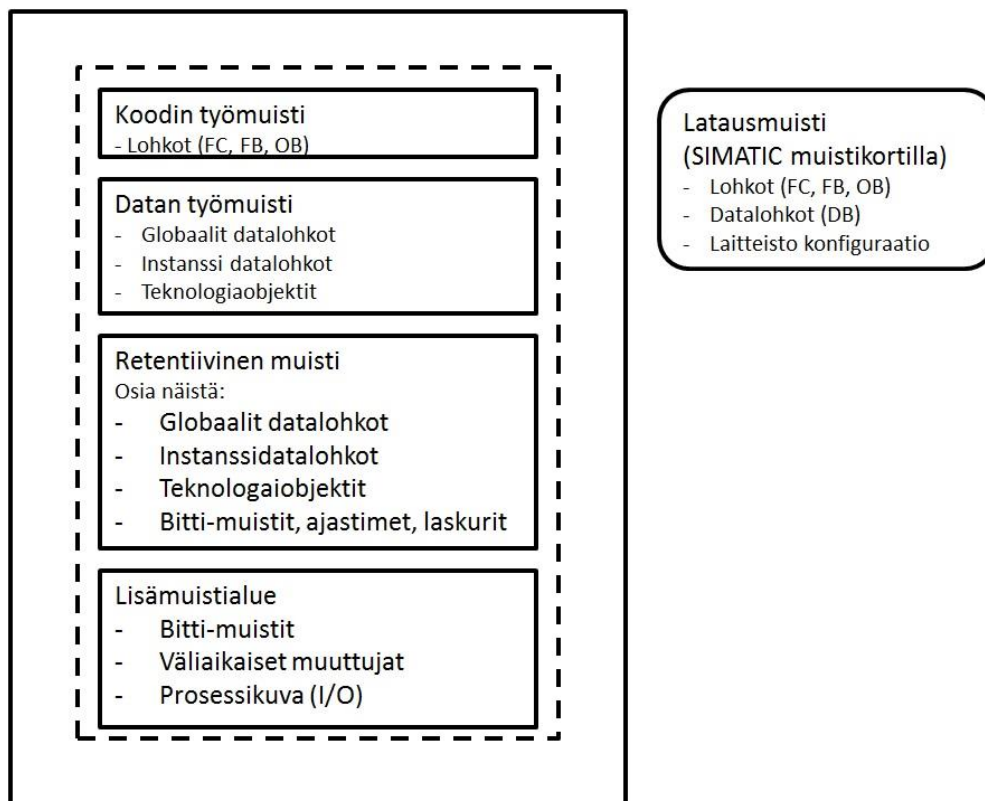 Koodin työmuisti
- Lohkot (FC, FB, OB)
Datan työmuisti
- Globaalit datalohkot
- Instanssi datalohkot
- Teknologiaobjektit
Retentiivinen muisti
Osia näistä:
- Globaalit datalohkot
- Instanssidatalohkot
- Teknologaiobjektit
- Bitti-muistit, ajastimet, laskurit
Lisämuistialue
- Bitti-muistit
- Väliaikaiset muuttujat
- Prosessikuva (I/O)
Latausmuisti
(SIMATIC muistikortilla)
- Lohkot (FC, FB, OB)
- Datalohkot (DB)
- Laitteisto konfiguraatio